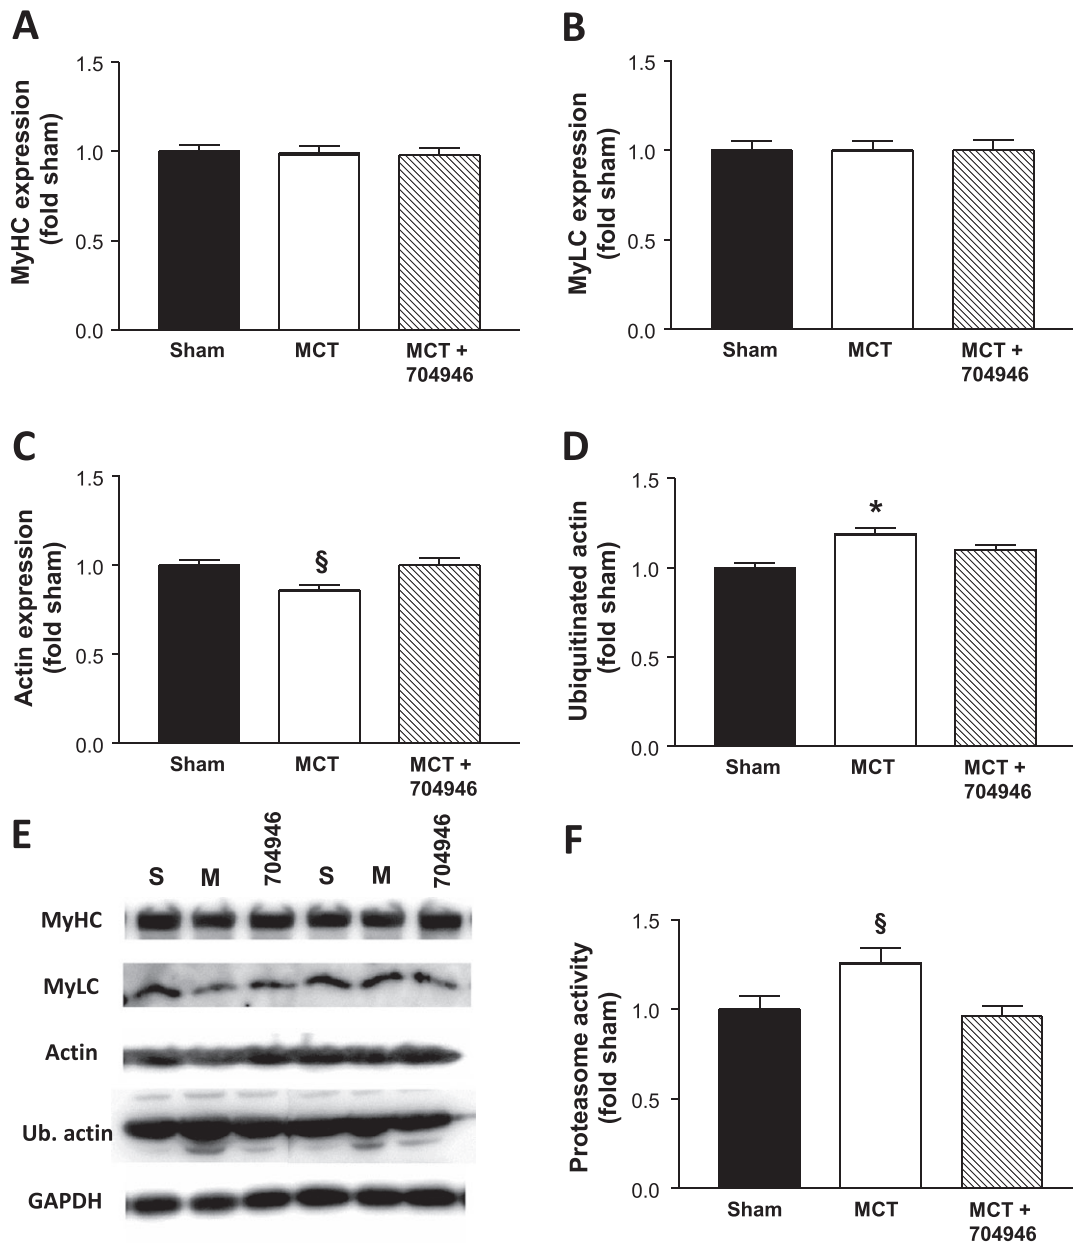 A
MyHC expression
(fold sham)
1.5
1.0
0.5
0.0
Sham
MCT
MCT +
704946
B
MyLC expression
(fold sham)
1.5
1.0
0.5
0.0
Sham
MCT
MCT +
704946
C
Actin expression
(fold sham)
1.5
1.0
0.5
0.0
§
Sham
MCT
MCT +
704946
D
Ubiquitinated actin
(fold sham)
1.5
1.0
0.5
0.0
*
Sham
MCT
MCT +
704946
E
S M 704946 S M 704946
MyHC
MyLC
Actin
Ub. actin
GAPDH
F
Proteasome activity
(fold sham)
1.5
1.0
0.5
0.0
§
Sham
MCT
MCT +
704946